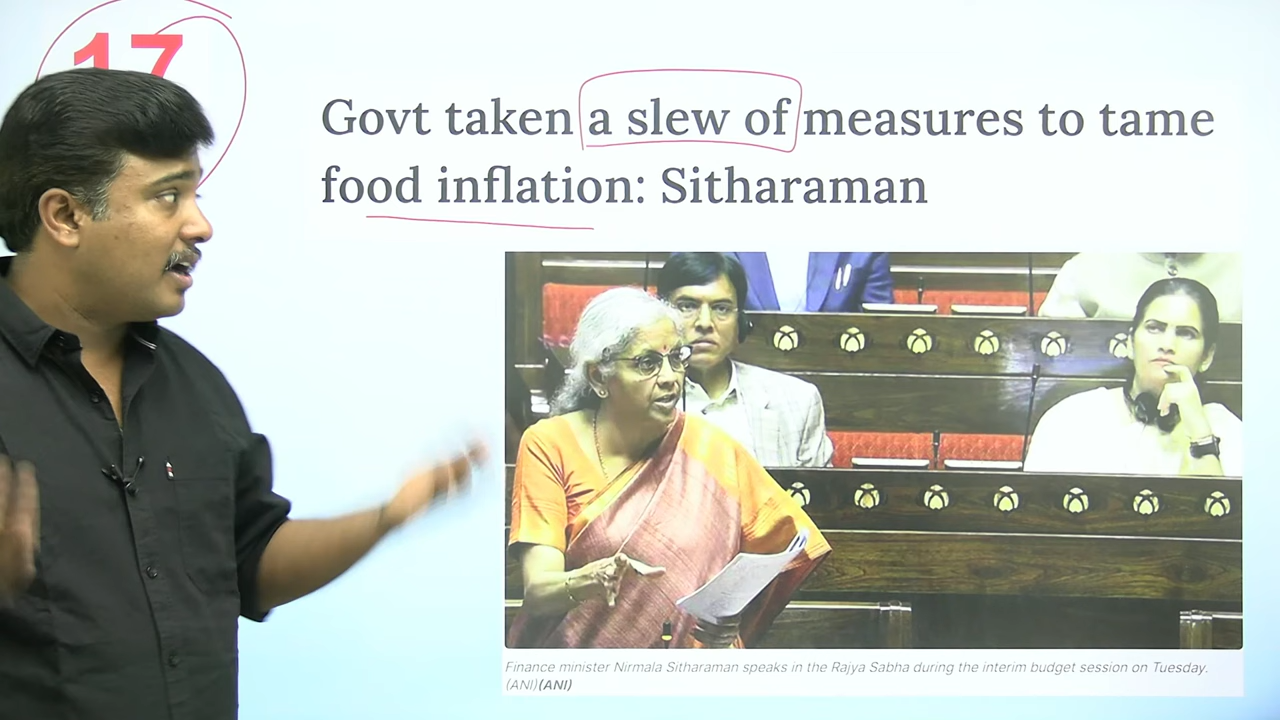 17
Govt taken a slew of measures to tame
food inflation: Sitharaman
Finance minister Nirmala Sitharaman speaks in the Rajya Sabha during the interim budget session on Tuesday.
(ANI)(ANI)